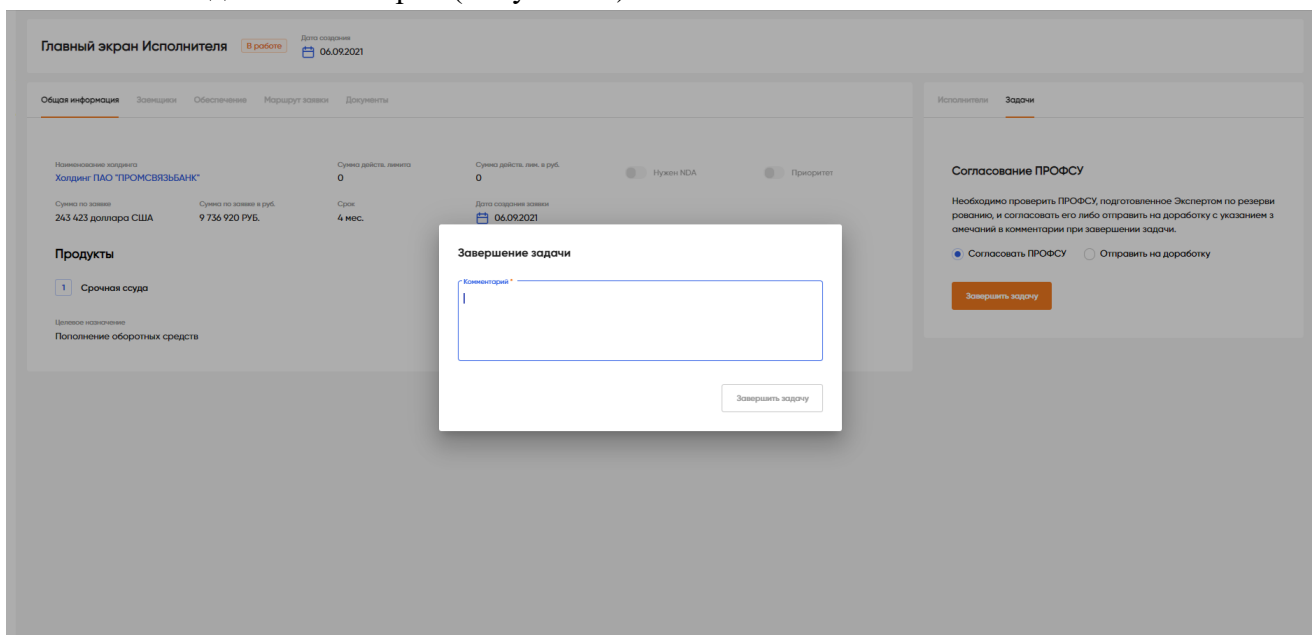 Главный экран Исполнителя В работе Дата создания 06.09.2021
Общая информация Заемщики Обеспечение Маршрут заявки Документы
Исполнители Задачи
Наименование холдинга Сумма действ. лимита Сумма действ. лим. в руб.
Холдинг ПАО "ПРОМСВЯЗЬБАНК" 0 0 Нужен NDA Приоритет
Сумма по заявке Сумма по заявке в руб. Срок Дата создания заявки
243 423 доллара США 9 736 920 РУБ. 4 мес. 06.09.2021
Продукты
1 Срочная ссуда
Целевое назначение
Пополнение оборотных средств
Согласование ПРОФСУ
Необходимо проверить ПРОФСУ, подготовленное Экспертом по резерви
рованию, и согласовать его либо отправить на доработку с указанием з
амечаний в комментарии при завершении задачи.
Согласовать ПРОФСУ Отправить на доработку
Завершить задачу
Завершение задачи
Комментарий *
Завершить задачу